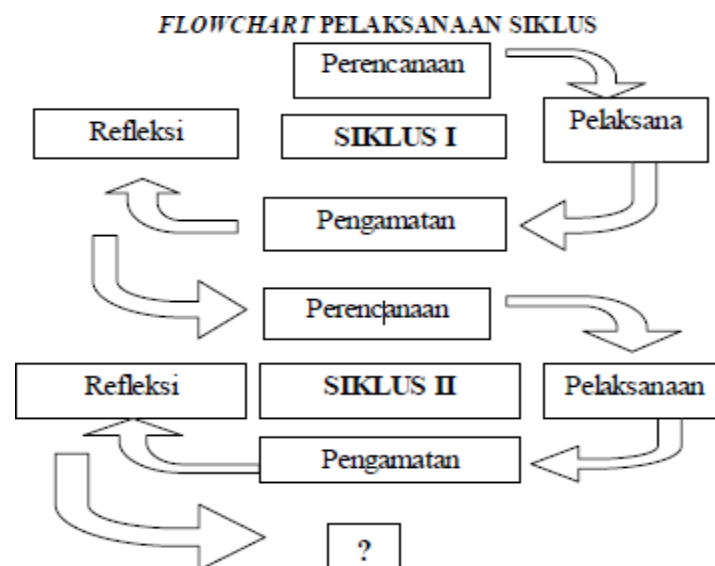 FLOWCHART PELAKSANAAN SIKLUS
Perencanaan
Pelaksana
Refleksi
SIKLUS I
Pengamatan
Perencanaan
Refleksi
SIKLUS II
Pelaksanaan
Pengamatan
?